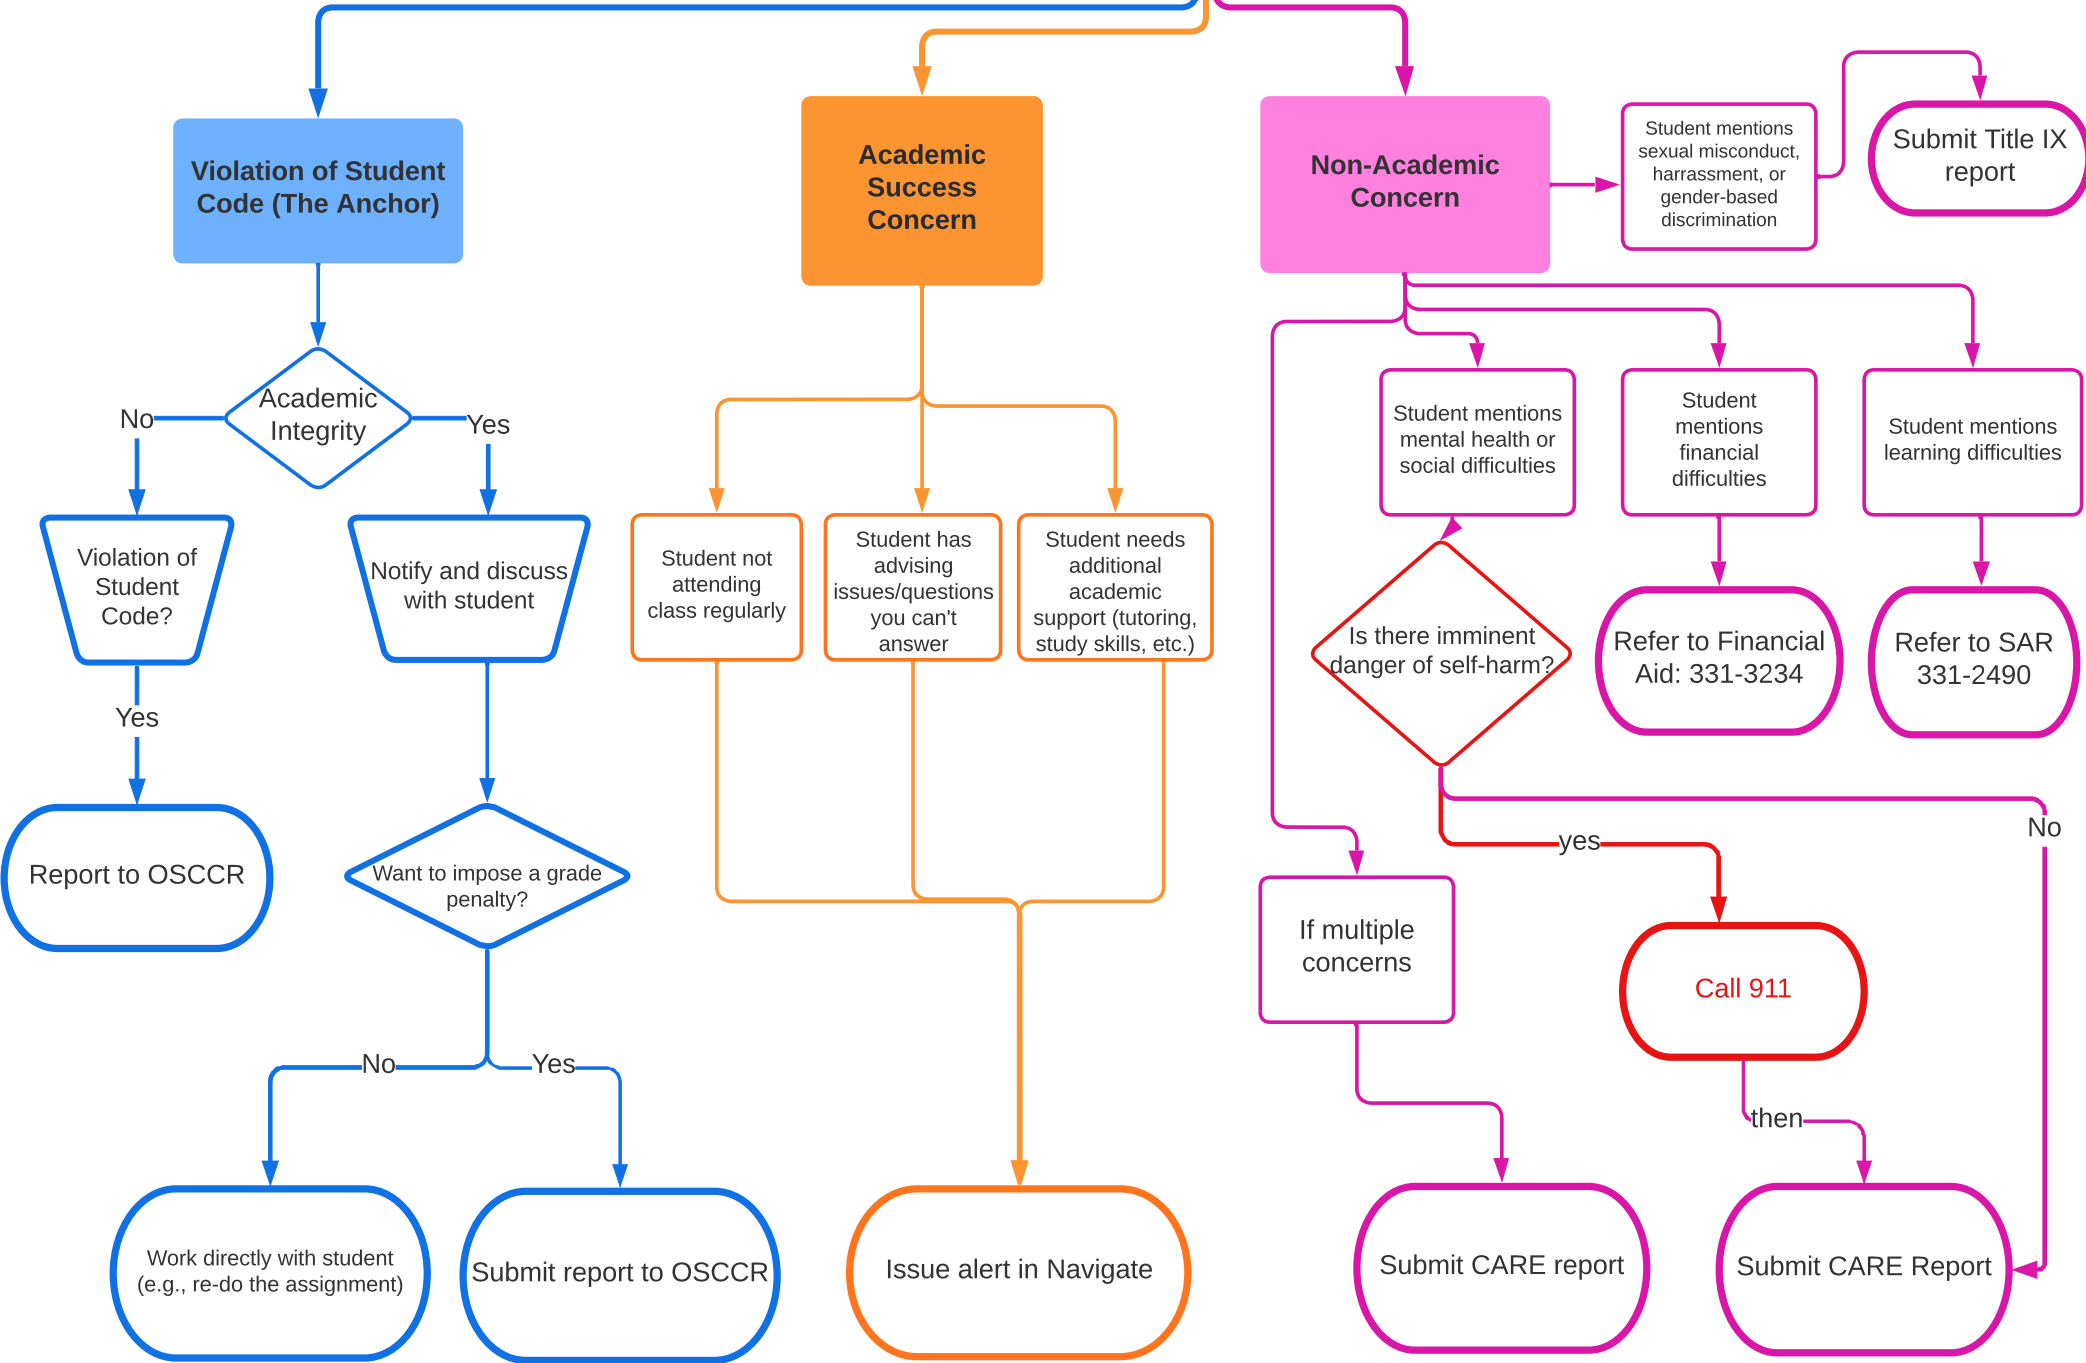 Violation of Student
Code (The Anchor)
Academic
Success
Concern
Non-Academic
Concern
Student mentions
sexual misconduct,
harrassment, or
gender-based
discrimination
Submit Title IX
report
Academic
Integrity
No
Yes
Violation of
Student
Code?
Notify and discuss
with student
Yes
Report to OSCCR
Want to impose a grade
penalty?
No
Yes
Work directly with student
(e.g., re-do the assignment)
Submit report to OSCCR
Student not
attending
class regularly
Student has
advising
issues/questions
you can't
answer
Student needs
additional
academic
support (tutoring,
study skills, etc.)
Issue alert in Navigate
Student mentions
mental health or
social difficulties
Student
mentions
financial
difficulties
Student mentions
learning difficulties
Is there imminent
danger of self-harm?
Refer to Financial
Aid: 331-3234
Refer to SAR
331-2490
yes
No
If multiple
concerns
Call 911
then
Submit CARE report
Submit CARE Report